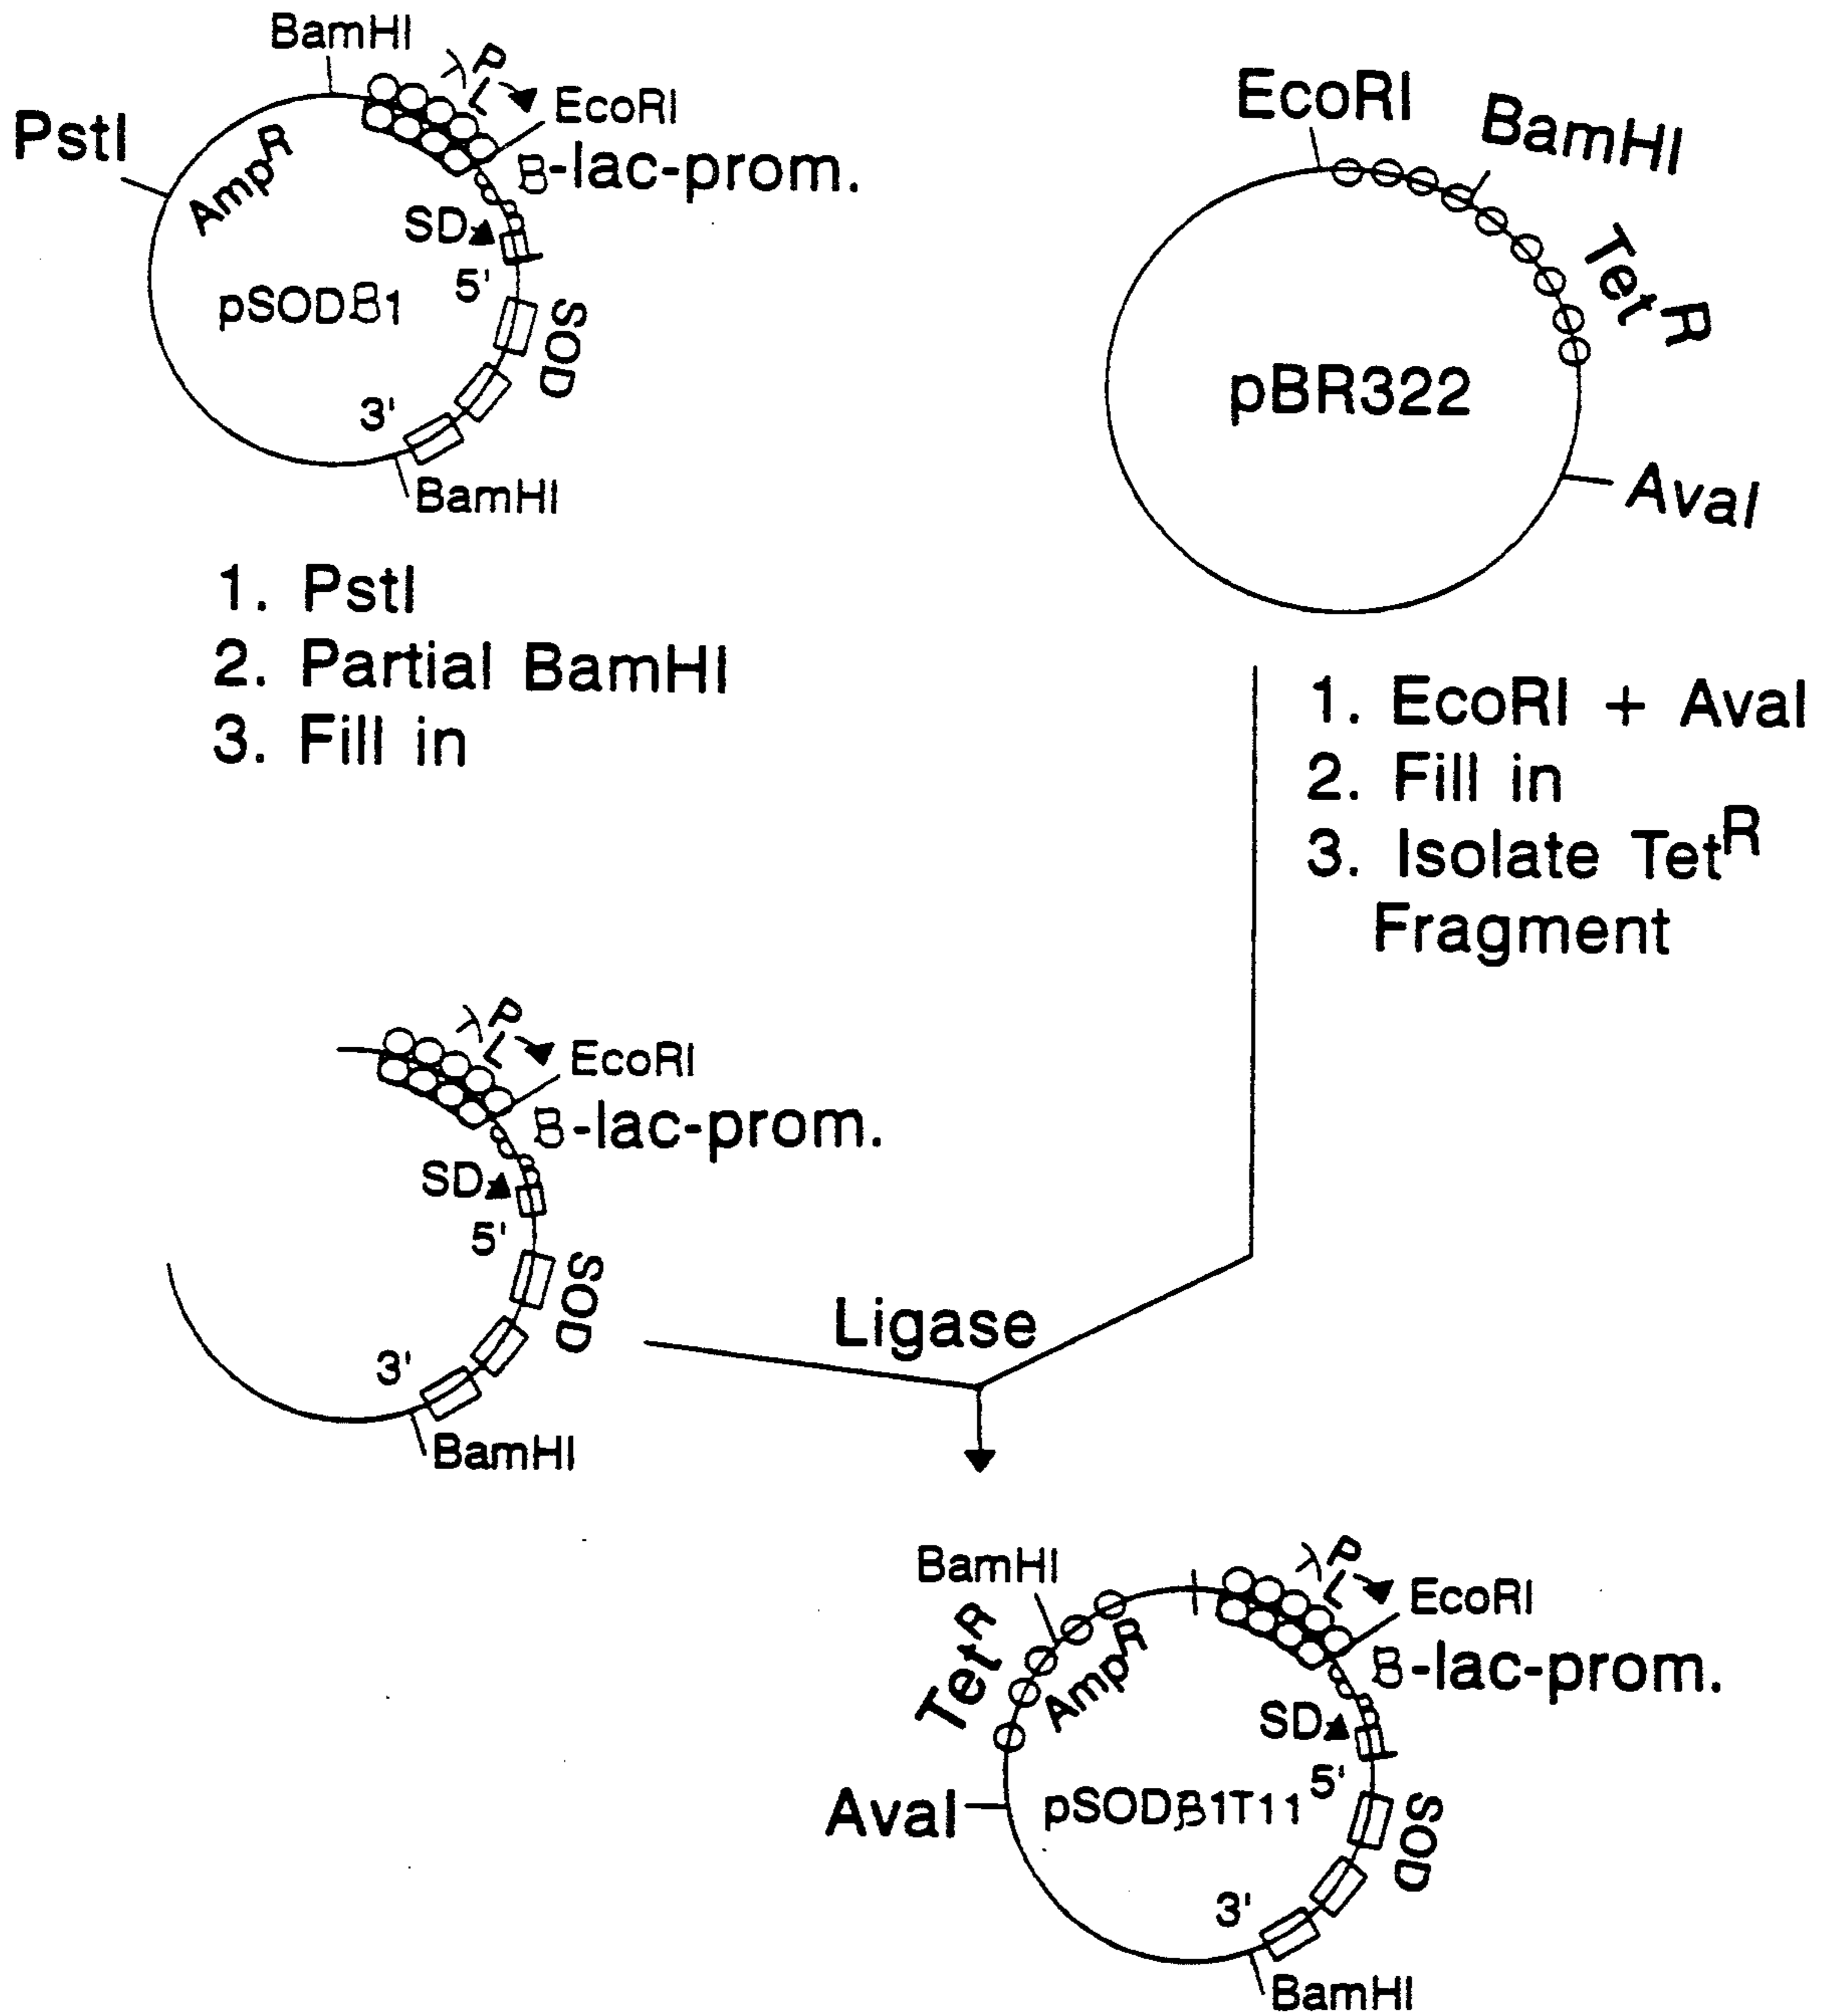 BamHI
λPL
EcoRI
PstI
AmpR
β-lac-prom.
SD
5'
pSODβ1
SOD
3'
BamHI
1. PstI
2. Partial BamHI
3. Fill in
EcoRI
BamHI
TetR
pBR322
AvaI
1. EcoRI + AvaI
2. Fill in
3. Isolate TetR
Fragment
λPL
EcoRI
β-lac-prom.
SD
5'
SOD
3'
BamHI
Ligase
BamHI
λPL
EcoRI
TetR
AmpR
β-lac-prom.
SD
5'
AvaI
pSODβ1T11
SOD
3'
BamHI